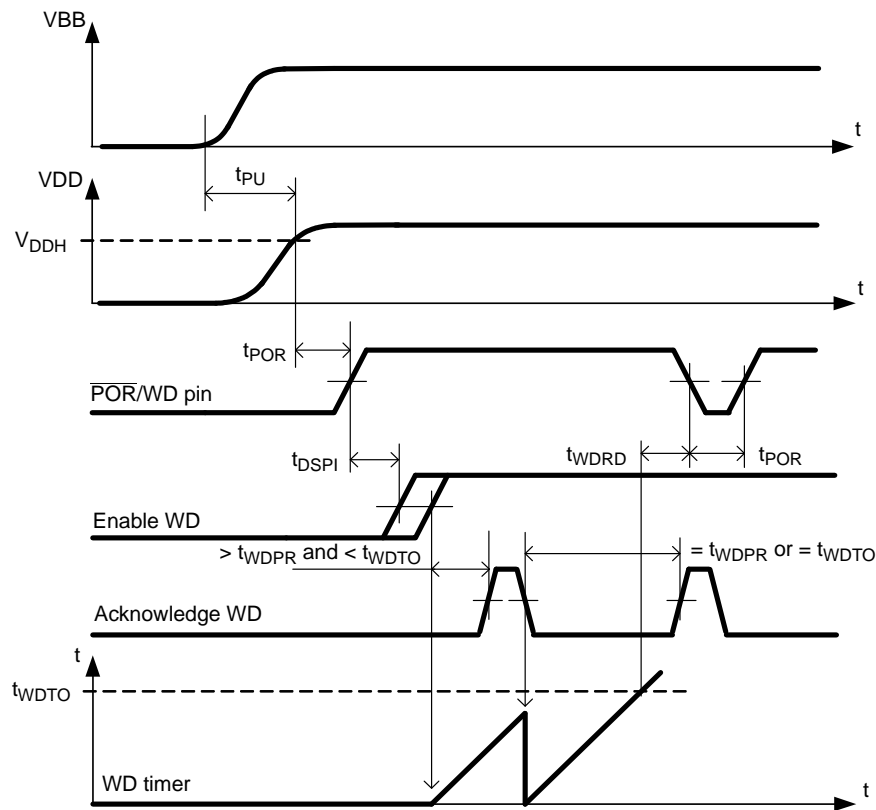 VBB
t
VDD
tPU
VDDH
t
tPOR
POR/WD pin
tDSPI
tWDRD
tPOR
Enable WD
> tWDPR and < tWDTO
= tWDPR or = tWDTO
Acknowledge WD
t
tWDTO
WD timer
t